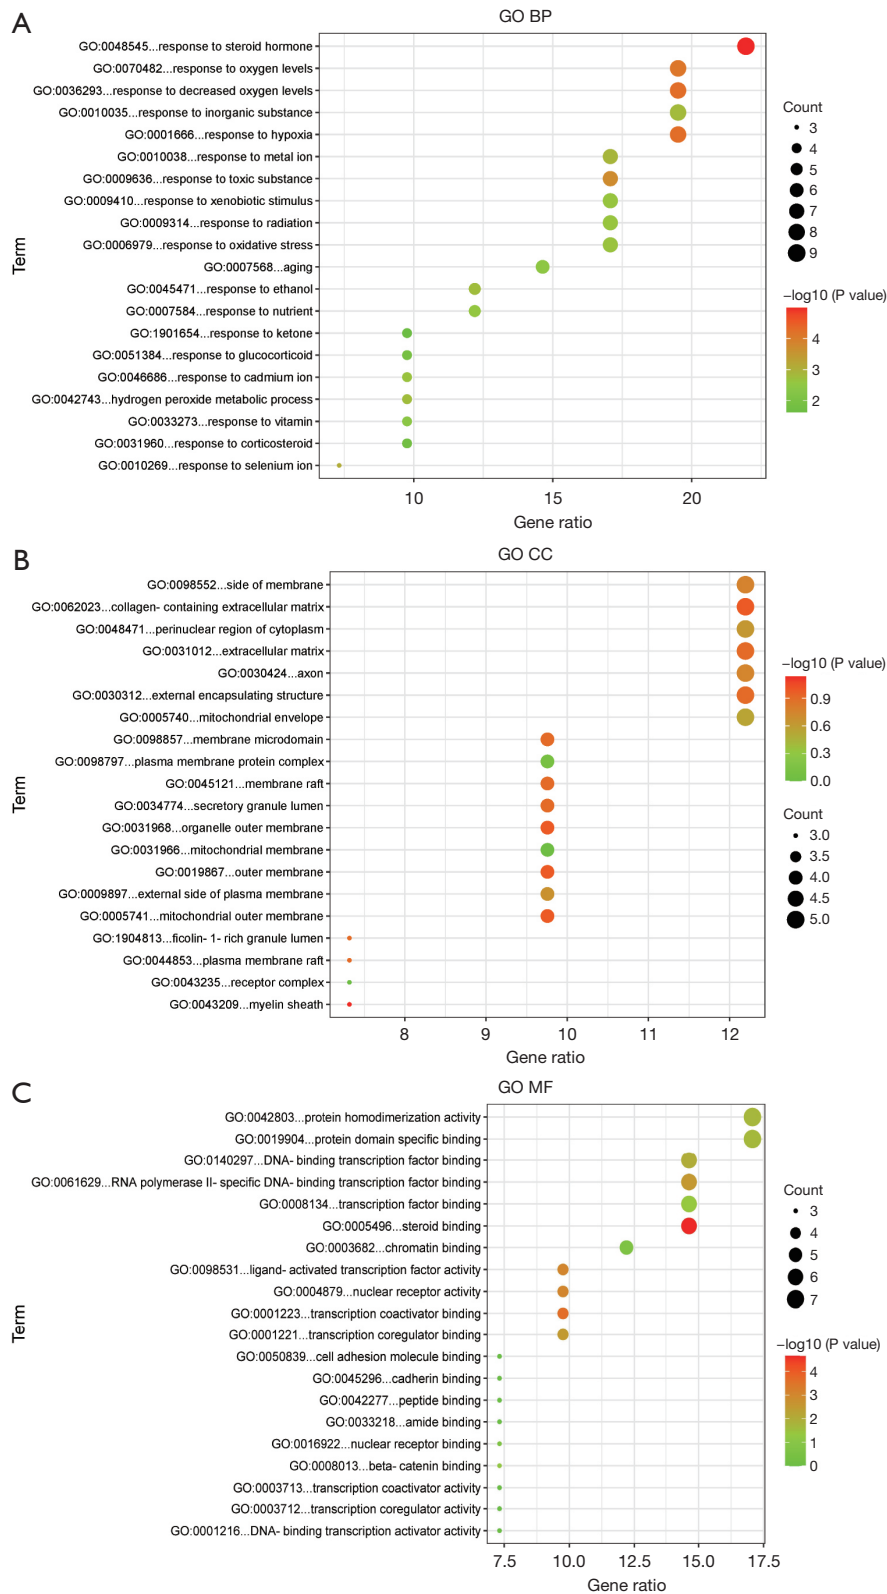 A
GO BP
GO:0048545...response to steroid hormone
GO:0070482...response to oxygen levels
GO:0036293...response to decreased oxygen levels
GO:0010035...response to inorganic substance
GO:0001666...response to hypoxia
GO:0010038...response to metal ion
GO:0009636...response to toxic substance
GO:0009410...response to xenobiotic stimulus
GO:0009314...response to radiation
GO:0006979...response to oxidative stress
GO:0007568...aging
GO:0045471...response to ethanol
GO:0007584...response to nutrient
GO:1901654...response to ketone
GO:0051384...response to glucocorticoid
GO:0046686...response to cadmium ion
GO:0042743...hydrogen peroxide metabolic process
GO:0033273...response to vitamin
GO:0031960...response to corticosteroid
GO:0010269...response to selenium ion
Term
10 15 20
Gene ratio
Count
3
4
5
6
7
8
9
−log10 (P value)
4
3
2
B
GO CC
GO:0098552...side of membrane
GO:0062023...collagen- containing extracellular matrix
GO:0048471...perinuclear region of cytoplasm
GO:0031012...extracellular matrix
GO:0030424...axon
GO:0030312...external encapsulating structure
GO:0005740...mitochondrial envelope
GO:0098857...membrane microdomain
GO:0098797...plasma membrane protein complex
GO:0045121...membrane raft
GO:0034774...secretory granule lumen
GO:0031968...organelle outer membrane
GO:0031966...mitochondrial membrane
GO:0019867...outer membrane
GO:0009897...external side of plasma membrane
GO:0005741...mitochondrial outer membrane
GO:1904813...ficolin- 1- rich granule lumen
GO:0044853...plasma membrane raft
GO:0043235...receptor complex
GO:0043209...myelin sheath
Term
8 9 10 11 12
Gene ratio
−log10 (P value)
0.9
0.6
0.3
0.0
Count
3.0
3.5
4.0
4.5
5.0
C
GO MF
GO:0042803...protein homodimerization activity
GO:0019904...protein domain specific binding
GO:0140297...DNA- binding transcription factor binding
GO:0061629...RNA polymerase II- specific DNA- binding transcription factor binding
GO:0008134...transcription factor binding
GO:0005496...steroid binding
GO:0003682...chromatin binding
GO:0098531...ligand- activated transcription factor activity
GO:0004879...nuclear receptor activity
GO:0001223...transcription coactivator binding
GO:0001221...transcription coregulator binding
GO:0050839...cell adhesion molecule binding
GO:0045296...cadherin binding
GO:0042277...peptide binding
GO:0033218...amide binding
GO:0016922...nuclear receptor binding
GO:0008013...beta- catenin binding
GO:0003713...transcription coactivator activity
GO:0003712...transcription coregulator activity
GO:0001216...DNA- binding transcription activator activity
Term
7.5 10.0 12.5 15.0 17.5
Gene ratio
Count
3
4
5
6
7
−log10 (P value)
4
3
2
1
0